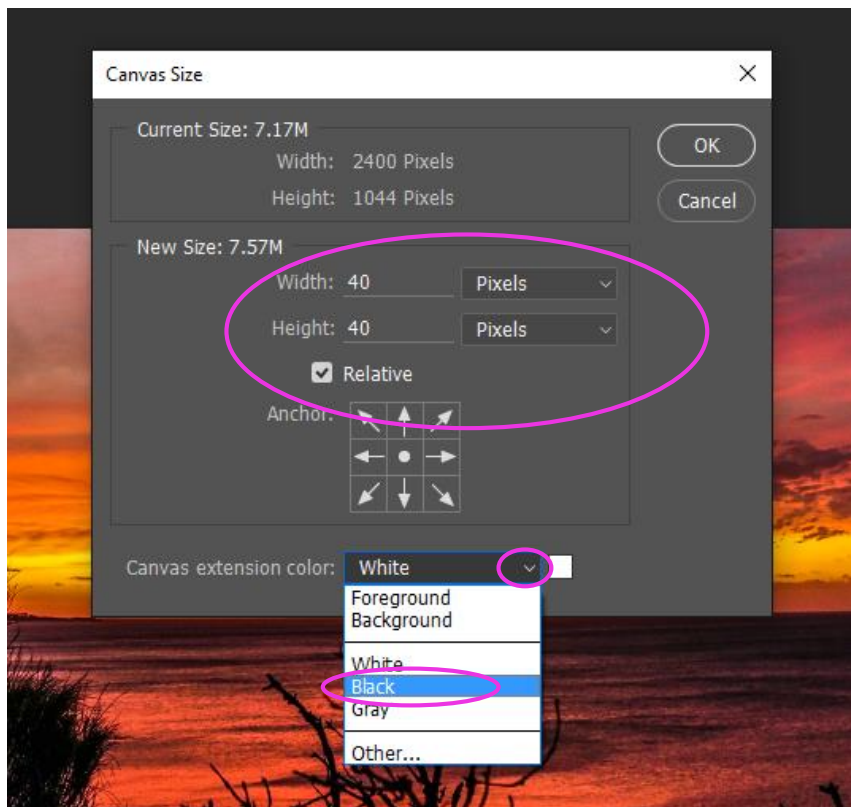 Canvas Size
Current Size: 7.17M
Width: 2400 Pixels
Height: 1044 Pixels
OK
Cancel
New Size: 7.57M
Width: 40 Pixels
Height: 40 Pixels
Relative
Anchor:
Canvas extension color: White
Foreground
Background
White
Black
Gray
Other...